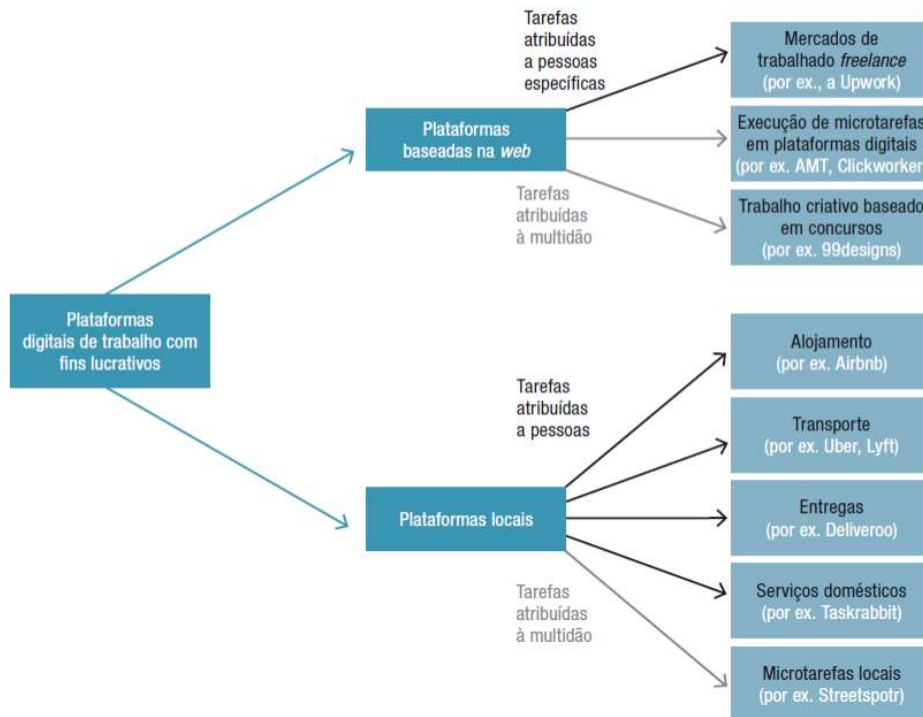 Tarefas
atribuídas
a pessoas
específicas
Mercados de
trabalhado freelance
(por ex., a Upwork)
Plataformas
baseadas na web
Execução de microtarefas
em plataformas digitais
(por ex. AMT, Clickworker
Tarefas
atribuídas
à multidão
Trabalho criativo baseado
em concursos
(por ex. 99designs)
Plataformas
digitais de trabalho com
fins lucrativos
Alojamento
(por ex. Airbnb)
Tarefas
atribuídas
a pessoas
Transporte
(por ex. Uber, Lyft)
Plataformas locais
Entregas
(por ex. Deliveroo)
Tarefas
atribuídas
à multidão
Serviços domésticos
(por ex. Taskrabbit)
Microtarefas locais
(por ex. Streetspotr)